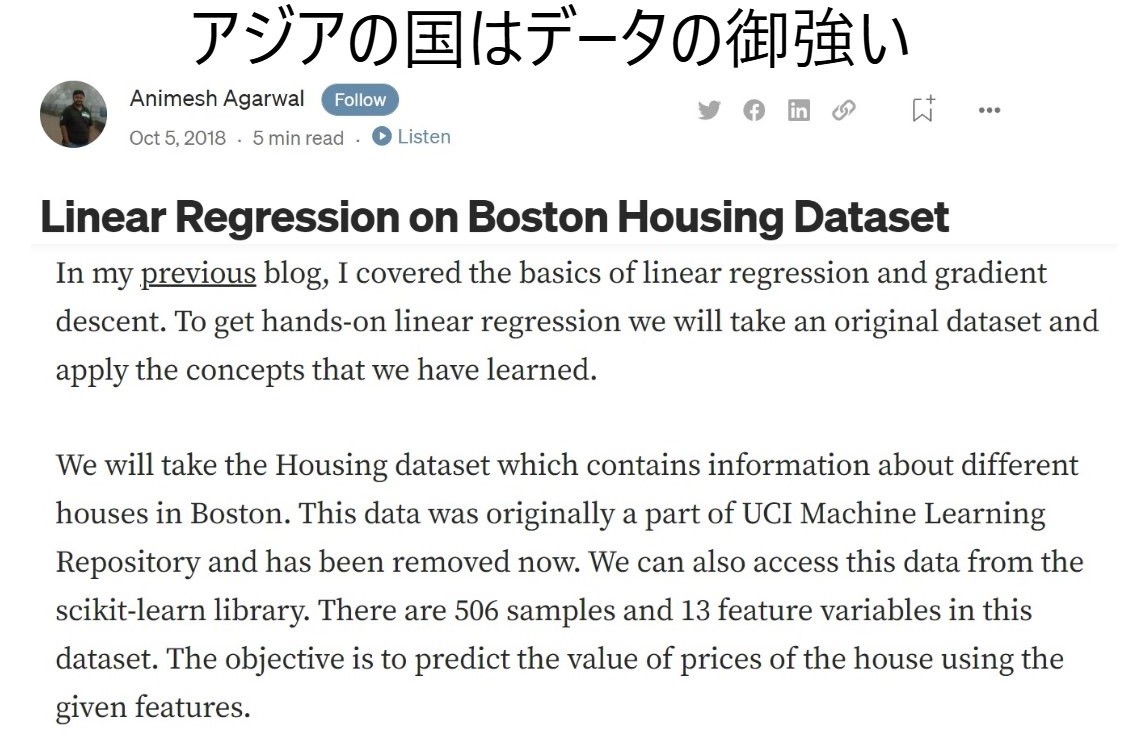 アジアの国はデータの御強い
Animesh Agarwal Follow
Oct 5, 2018 · 5 min read · Listen
Linear Regression on Boston Housing Dataset
In my previous blog, I covered the basics of linear regression and gradient
descent. To get hands-on linear regression we will take an original dataset and
apply the concepts that we have learned.
We will take the Housing dataset which contains information about different
houses in Boston. This data was originally a part of UCI Machine Learning
Repository and has been removed now. We can also access this data from the
scikit-learn library. There are 506 samples and 13 feature variables in this
dataset. The objective is to predict the value of prices of the house using the
given features.